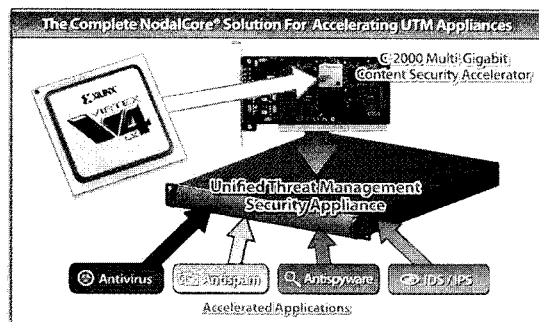 The Complete NodalCore® Solution For Accelerating UTM Appliances
C-2000 Multi-Gigabit
Content Security Accelerator
XILINX
VIRTEX
V4
Unified Threat Management
Security Appliance
Antivirus
Antispam
Antispyware
IDS / IPS
Accelerated Applications